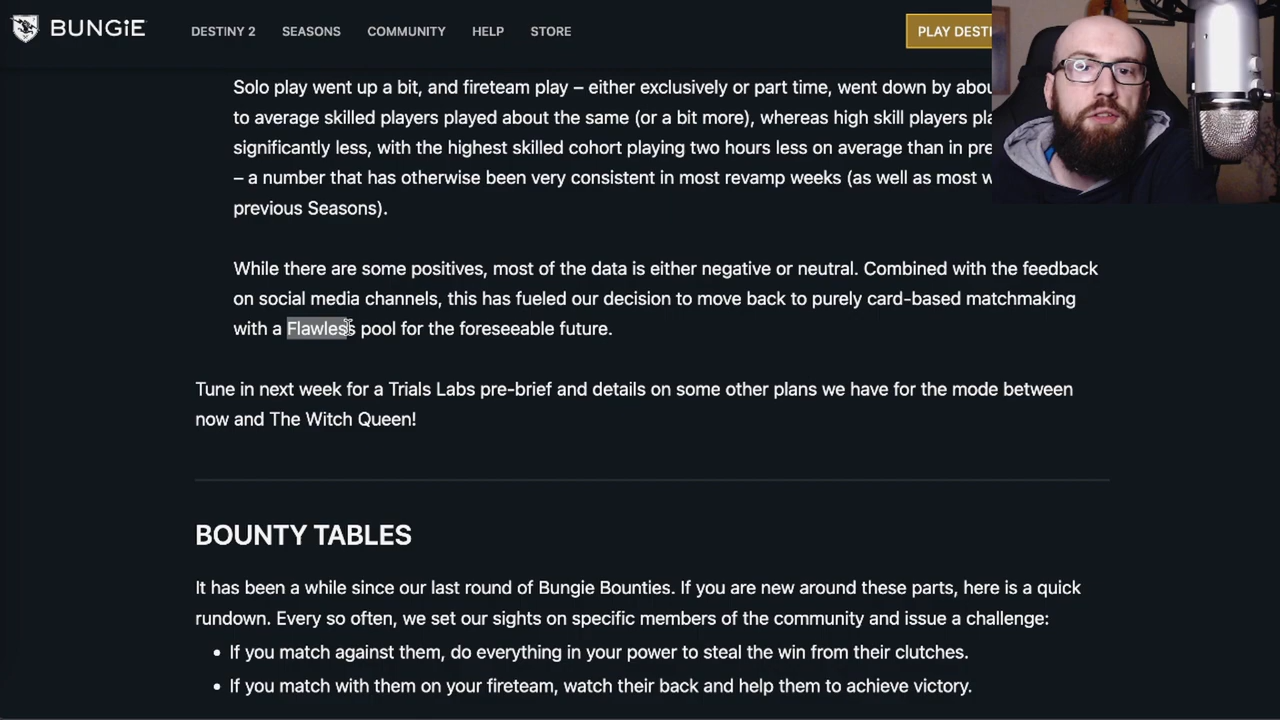 BUNGiE
DESTINY 2 SEASONS COMMUNITY HELP STORE
PLAY
Solo play went up a bit, and fireteam play – either exclusively or part time, went down by
to average skilled players played about the same (or a bit more), whereas high skill players
significantly less, with the highest skilled cohort playing two hours less on average than in
– a number that has otherwise been very consistent in most revamp weeks (as well as most
previous Seasons).
While there are some positives, most of the data is either negative or neutral. Combined with the feedback
on social media channels, this has fueled our decision to move back to purely card-based matchmaking
with a Flawless pool for the foreseeable future.
Tune in next week for a Trials Labs pre-brief and details on some other plans we have for the mode between
now and The Witch Queen!
BOUNTY TABLES
It has been a while since our last round of Bungie Bounties. If you are new around these parts, here is a quick
rundown. Every so often, we set our sights on specific members of the community and issue a challenge:
• If you match against them, do everything in your power to steal the win from their clutches.
• If you match with them on your fireteam, watch their back and help them to achieve victory.